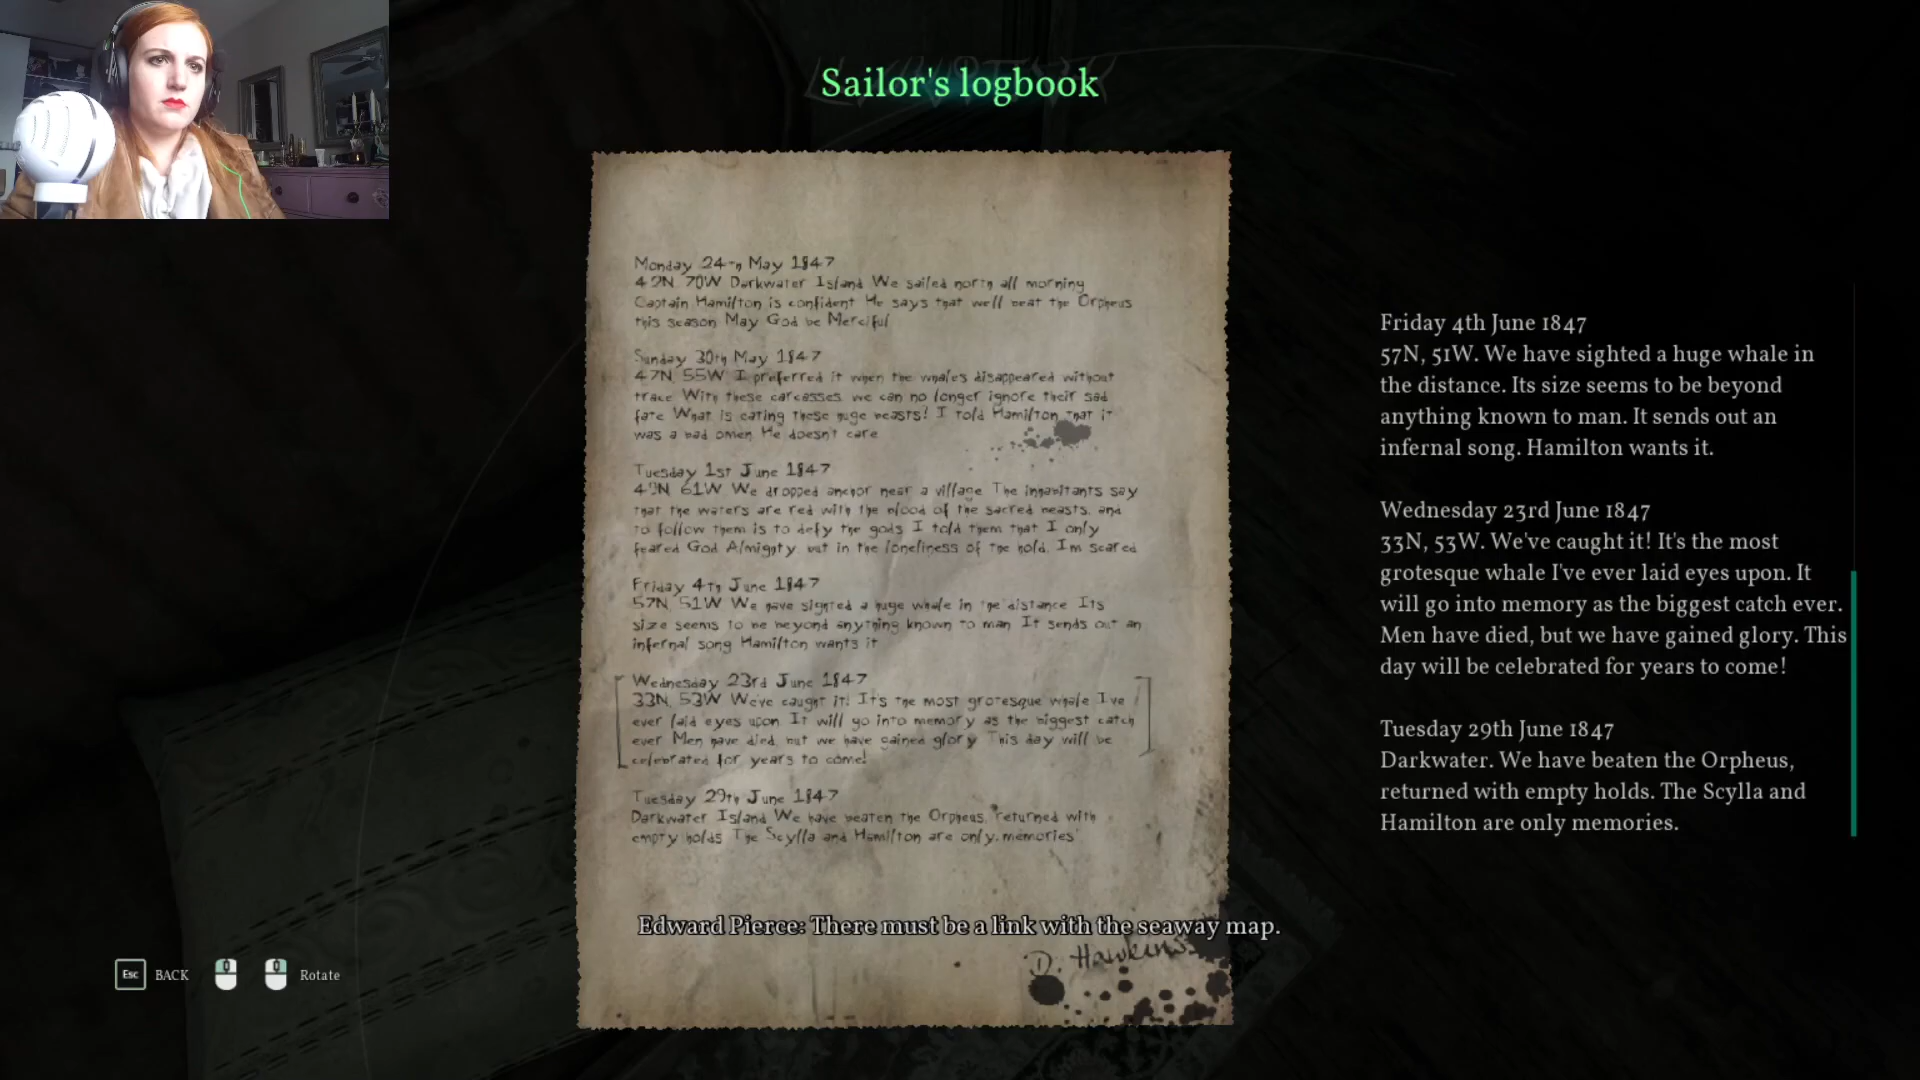 Sailor's logbook
Monday 24th May 1847
42N 70W Darkwater Island We sailed north all morning
Captain Hamilton is confident He says that we'll beat the Orpheus
this season May God be Merciful
Sunday 30th May 1847
47N 55W I preferred it when the whales disappeared without
trace With these carcasses we can no longer ignore their sad
fate What is eating these huge beasts! I told Hamilton that it
was a bad omen He doesn't care
Tuesday 1st June 1847
61W We dropped anchor near a village The inhabitants say
that the waters are red with the blood of the sacred beasts, and
to follow them is to defy the gods I told them that I only
feared God Almighty but in the loneliness of the hold, I'm scared
Friday 4th June 1847
57N 51W We have sighted a huge whale in the distance Its
size seems to be beyond anything known to man It sends out an
infernal song Hamilton wants it
Wednesday 23rd June 1847
33N, 53W We've caught it! It's the most grotesque whale I've
ever laid eyes upon It will go into memory as the biggest catch
ever Men have died, but we have gained glory This day will be
celebrated for years to come!
Tuesday 29th June 1847
Darkwater Island We have beaten the Orpheus, returned with
empty holds The Scylla and Hamilton are only memories
D. Hawkins
Friday 4th June 1847
57N, 51W. We have sighted a huge whale in
the distance. Its size seems to be beyond
anything known to man. It sends out an
infernal song. Hamilton wants it.
Wednesday 23rd June 1847
33N, 53W. We've caught it! It's the most
grotesque whale I've ever laid eyes upon. It
will go into memory as the biggest catch ever.
Men have died, but we have gained glory. This
day will be celebrated for years to come!
Tuesday 29th June 1847
Darkwater. We have beaten the Orpheus,
returned with empty holds. The Scylla and
Hamilton are only memories.
Edward Pierce: There must be a link with the seaway map.
Esc BACK Rotate